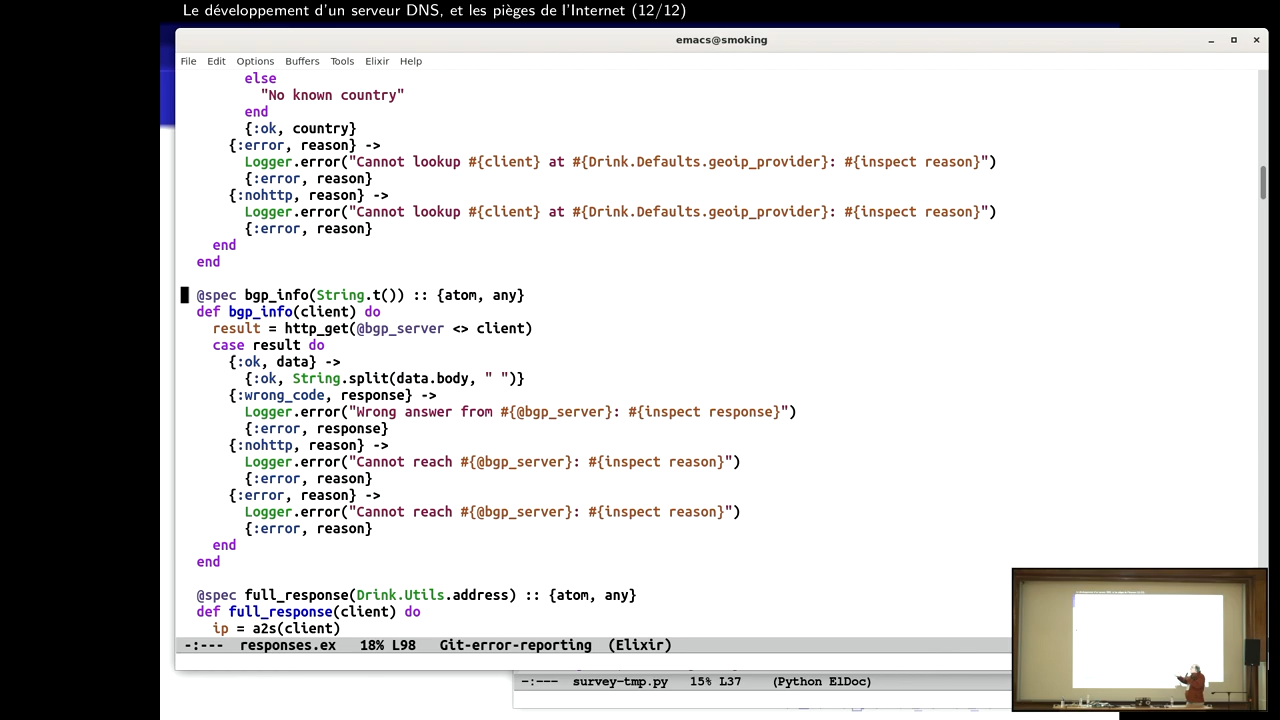 Le développement d'un serveur DNS, et les pièges de l'Internet (12/12)
emacs@smoking
File Edit Options Buffers Tools Elixir Help
else
"No known country"
end
{:ok, country}
{:error, reason} ->
Logger.error("Cannot lookup #{client} at #{Drink.Defaults.geoip_provider}: #{inspect reason}")
{:error, reason}
{:nohttp, reason} ->
Logger.error("Cannot lookup #{client} at #{Drink.Defaults.geoip_provider}: #{inspect reason}")
{:error, reason}
end
end
@spec bgp_info(String.t()) :: {atom, any}
def bgp_info(client) do
result = http_get(@bgp_server <> client)
case result do
{:ok, data} ->
{:ok, String.split(data.body, " ")}
{:wrong_code, response} ->
Logger.error("Wrong answer from #{@bgp_server}: #{inspect response}")
{:error, response}
{:nohttp, reason} ->
Logger.error("Cannot reach #{@bgp_server}: #{inspect reason}")
{:error, reason}
{:error, reason} ->
Logger.error("Cannot reach #{@bgp_server}: #{inspect reason}")
{:error, reason}
end
end
@spec full_response(Drink.Utils.address) :: {atom, any}
def full_response(client) do
ip = a2s(client)
-:--- responses.ex 18% L98 Git-error-reporting (Elixir)
-:--- survey-tmp.py 15% L37 (Python ElDoc)